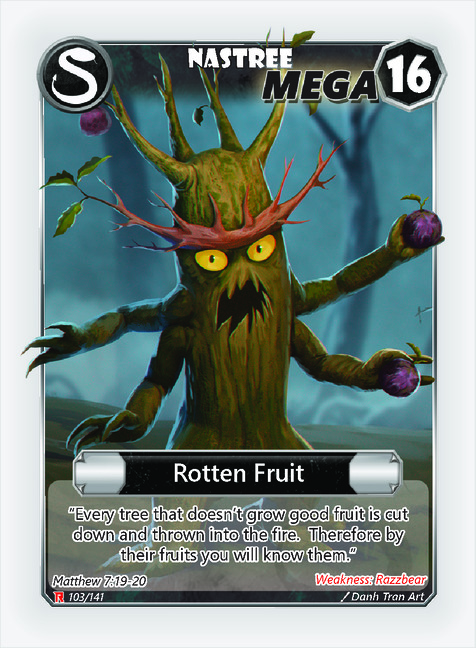 S
NASTREE
MEGA
16
Rotten Fruit
“Every tree that doesn’t grow good fruit is cut
down and thrown into the fire. Therefore by
their fruits you will know them.“
Matthew 7:19-20
Weakness: Razzbear
R 103/141
Danh Tran Art